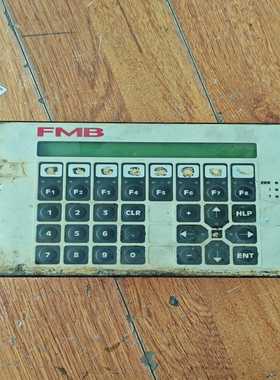 FMB
F1 F2 F3 F4 F5 F6 F7 F8
1 2 3 CLR + HLP
4 5 6
7 8 9 0 - ENT